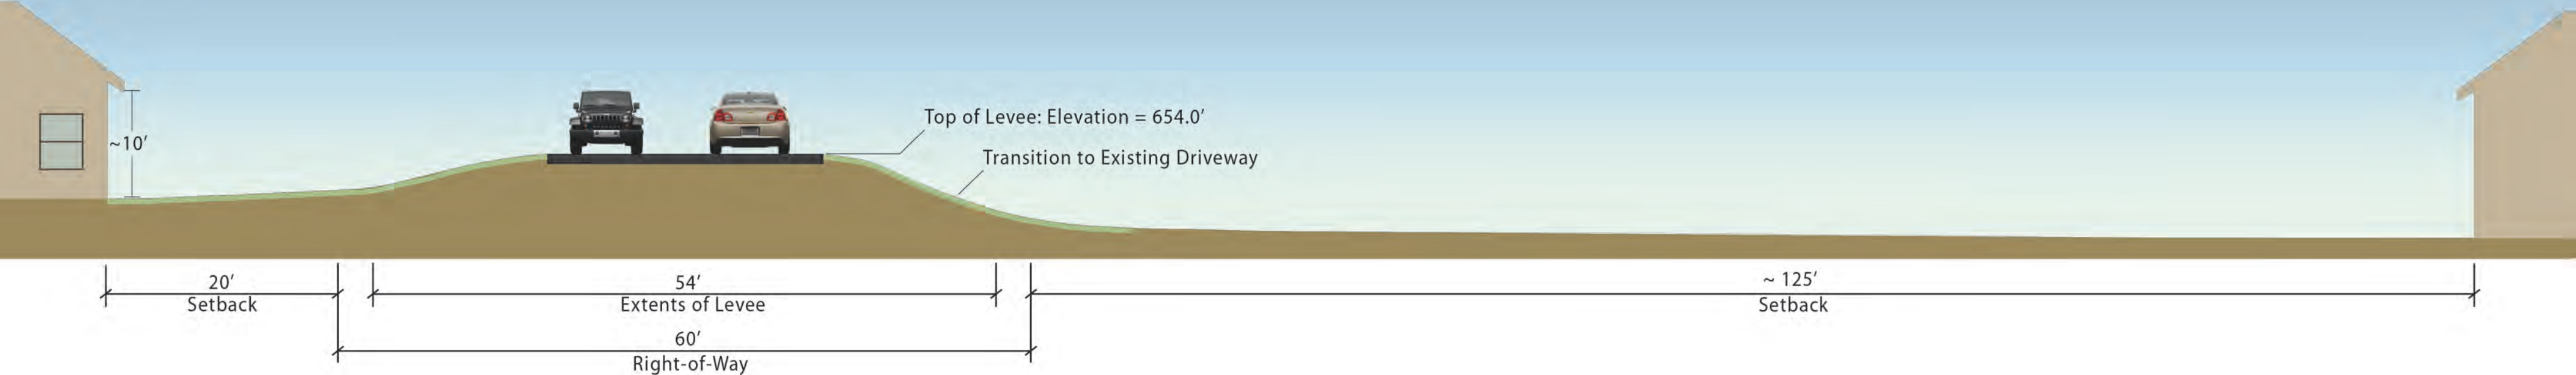 ~10′
Top of Levee: Elevation = 654.0′
Transition to Existing Driveway
20′
Setback
54′
Extents of Levee
~ 125′
Setback
60′
Right-of-Way